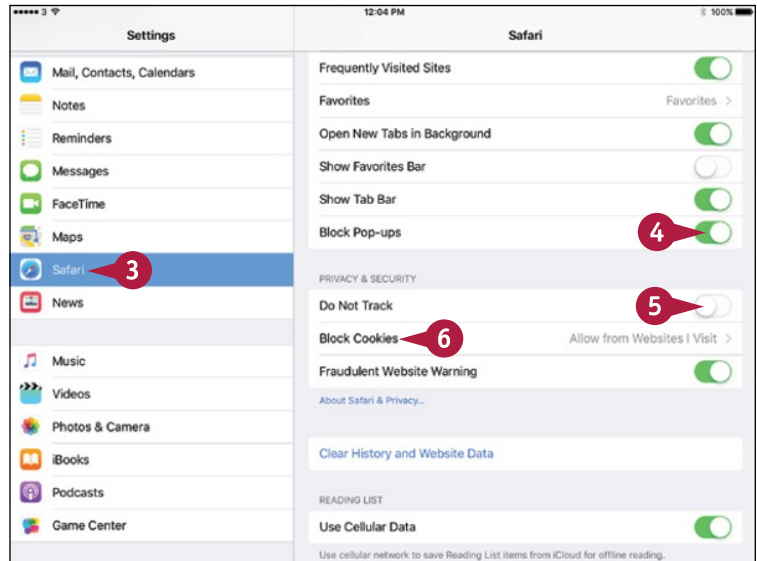 3
12:04 PM
100%
Settings
Safari
Mail, Contacts, Calendars
Notes
Reminders
Messages
FaceTime
Maps
Safari
3
News
Music
Videos
Photos & Camera
iBooks
Podcasts
Game Center
Frequently Visited Sites
Favorites
Favorites >
Open New Tabs in Background
Show Favorites Bar
Show Tab Bar
Block Pop-ups
4
PRIVACY & SECURITY
Do Not Track
5
Block Cookies
6
Allow from Websites I Visit >
Fraudulent Website Warning
About Safari & Privacy...
Clear History and Website Data
READING LIST
Use Cellular Data
Use cellular network to save Reading List items from iCloud for offline reading.